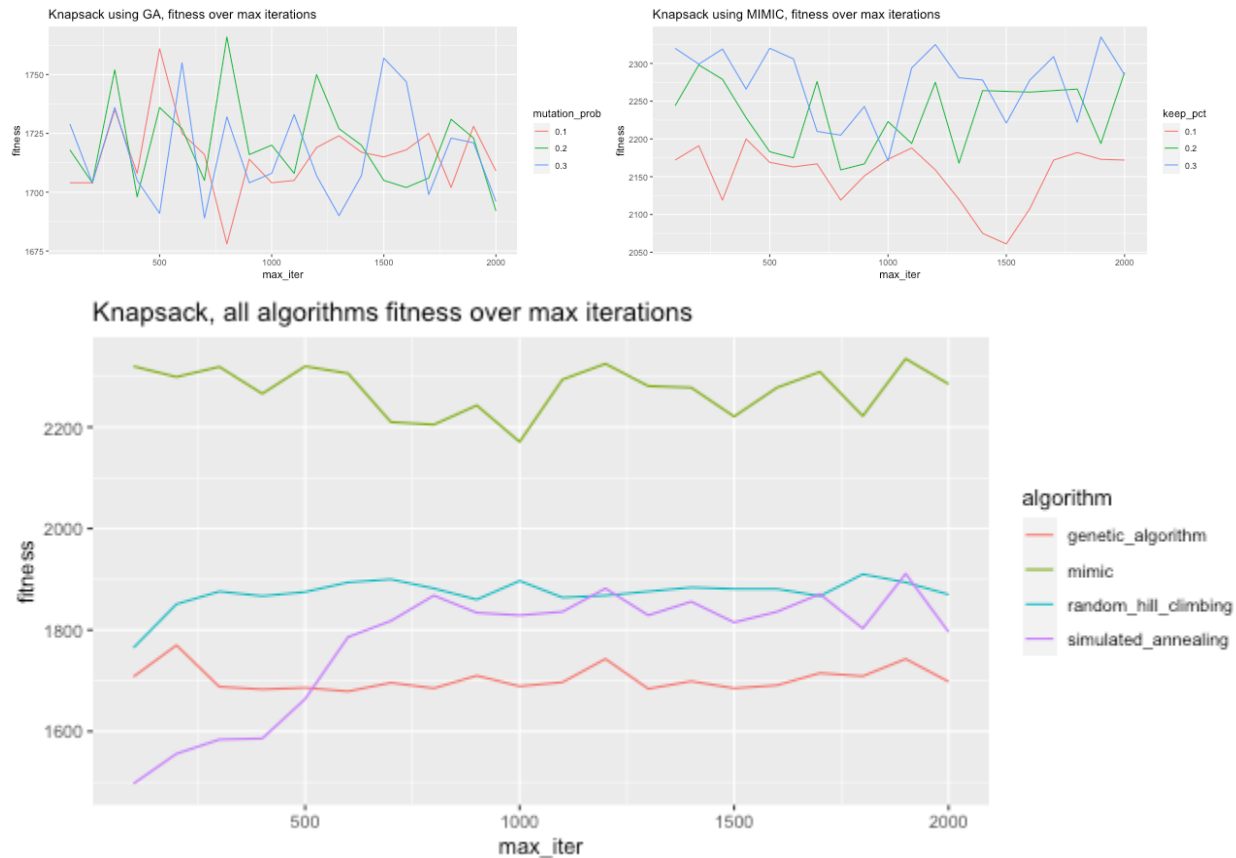 Knapsack using GA, fitness over max itrerations
1750
1725
1700
1675
fitness
500
1000
1500
2000
max_iter
mutation_prob
0.1
0.2
0.3
Knapsack using MIMIC, fitness over max iterations
2300
2250
2200
2150
2100
2050
fitness
500
1000
1500
2000
max_iter
keep_pct
0.1
0.2
0.3
Knapsack, all algorithms fitness over max iterations
2200
2000
1800
1600
fitness
500
1000
1500
2000
max_iter
algorithm
genetic_algorithm
mimic
random_hill_climbing
simulated_annealing